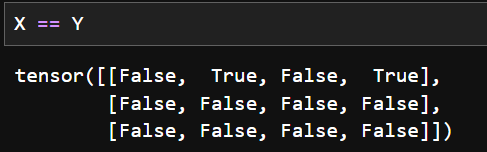 X == Y
tensor([[False,  True, False,  True],
        [False, False, False, False],
        [False, False, False, False]])